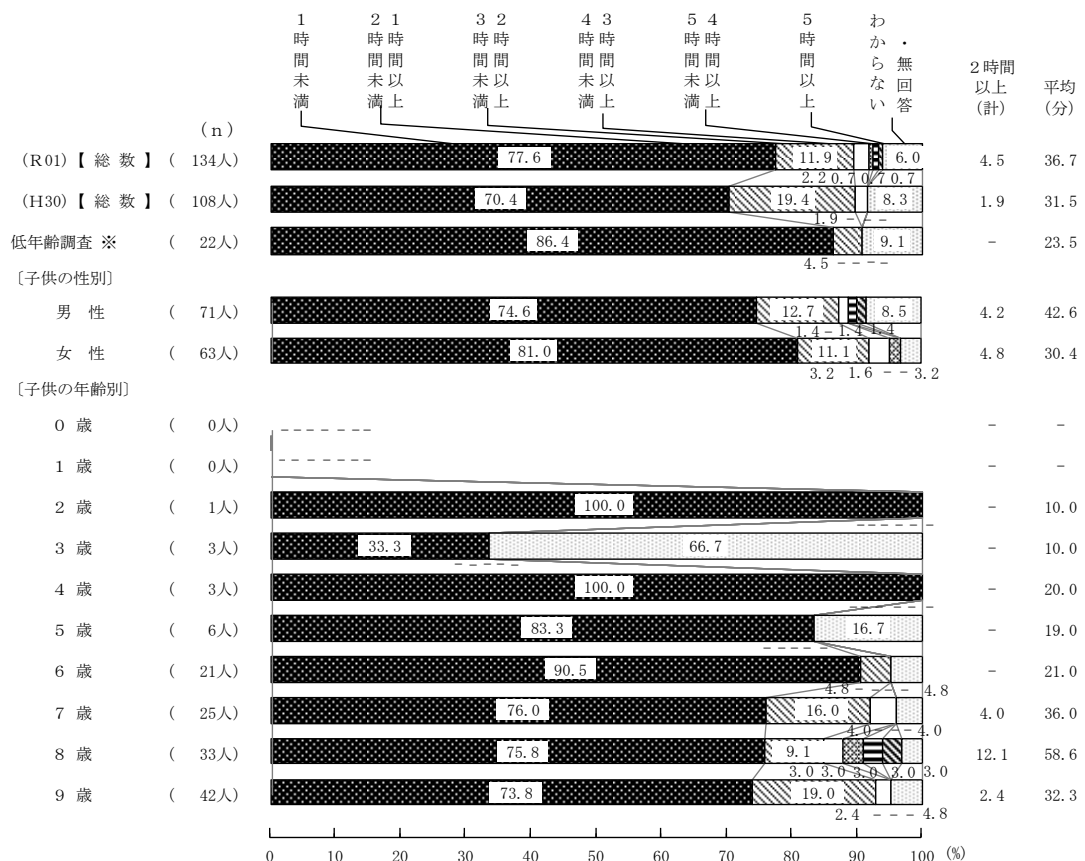 1時間未満
1時間以上
2時間未満
2時間以上
3時間未満
3時間以上
4時間未満
4時間以上
5時間未満
5時間以上
わからない
・無回答
2時間以上(計)
平均(分)
(n)
(R01)【 総 数 】 ( 134人) 77.6 11.9 2.2 0.7 0.7 0.7 6.0 4.5 36.7
(H30)【 総 数 】 ( 108人) 70.4 19.4 1.9 - - - 8.3 1.9 31.5
低年齢調査 ※ ( 22人) 86.4 4.5 - - - - 9.1 - 23.5
〔子供の性別〕
男 性 ( 71人) 74.6 12.7 1.4 - 1.4 1.4 8.5 4.2 42.6
女 性 ( 63人) 81.0 11.1 3.2 1.6 - - 3.2 4.8 30.4
〔子供の年齢別〕
0 歳 ( 0人) - - - - - - - - -
1 歳 ( 0人) - - - - - - - - -
2 歳 ( 1人) 100.0 - - - - - - - 10.0
3 歳 ( 3人) 33.3 - - - - - 66.7 - 10.0
4 歳 ( 3人) 100.0 - - - - - - - 20.0
5 歳 ( 6人) 83.3 - - - - - 16.7 - 19.0
6 歳 ( 21人) 90.5 4.8 - - - - 4.8 - 21.0
7 歳 ( 25人) 76.0 16.0 4.0 - - - 4.0 4.0 36.0
8 歳 ( 33人) 75.8 9.1 3.0 3.0 3.0 3.0 3.0 12.1 58.6
9 歳 ( 42人) 73.8 19.0 2.4 - - - 4.8 2.4 32.3
0 10 20 30 40 50 60 70 80 90 100 (%)